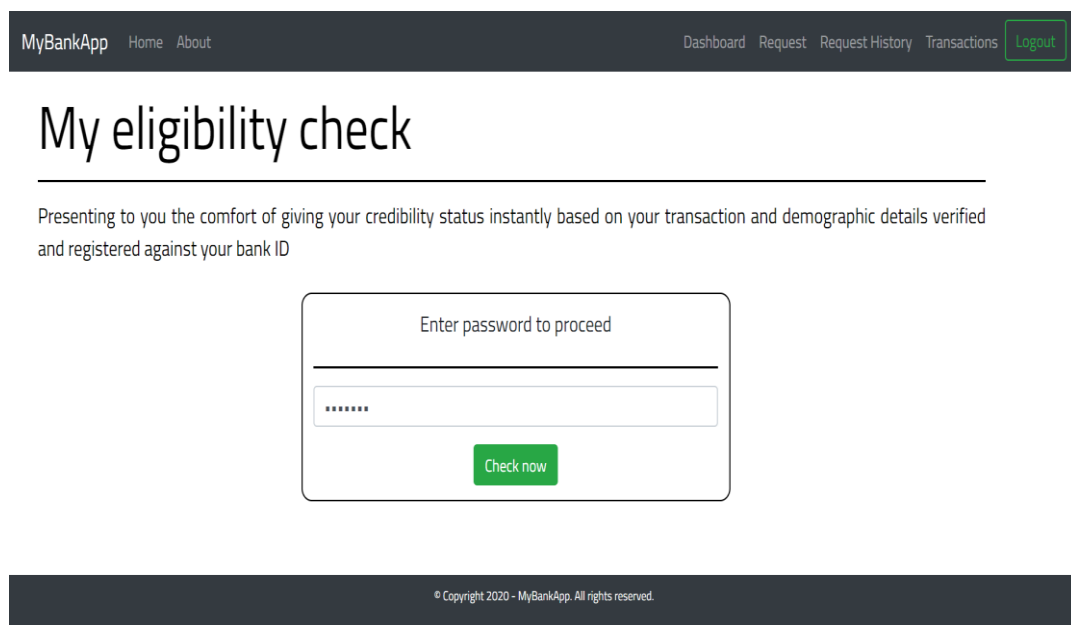 MyBankApp Home About Dashboard Request Request History Transactions Logout
My eligibility check
Presenting to you the comfort of giving your credibility status instantly based on your transaction and demographic details verified
and registered against your bank ID
Enter password to proceed
Check now
© Copyright 2020 - MyBankApp. All rights reserved.